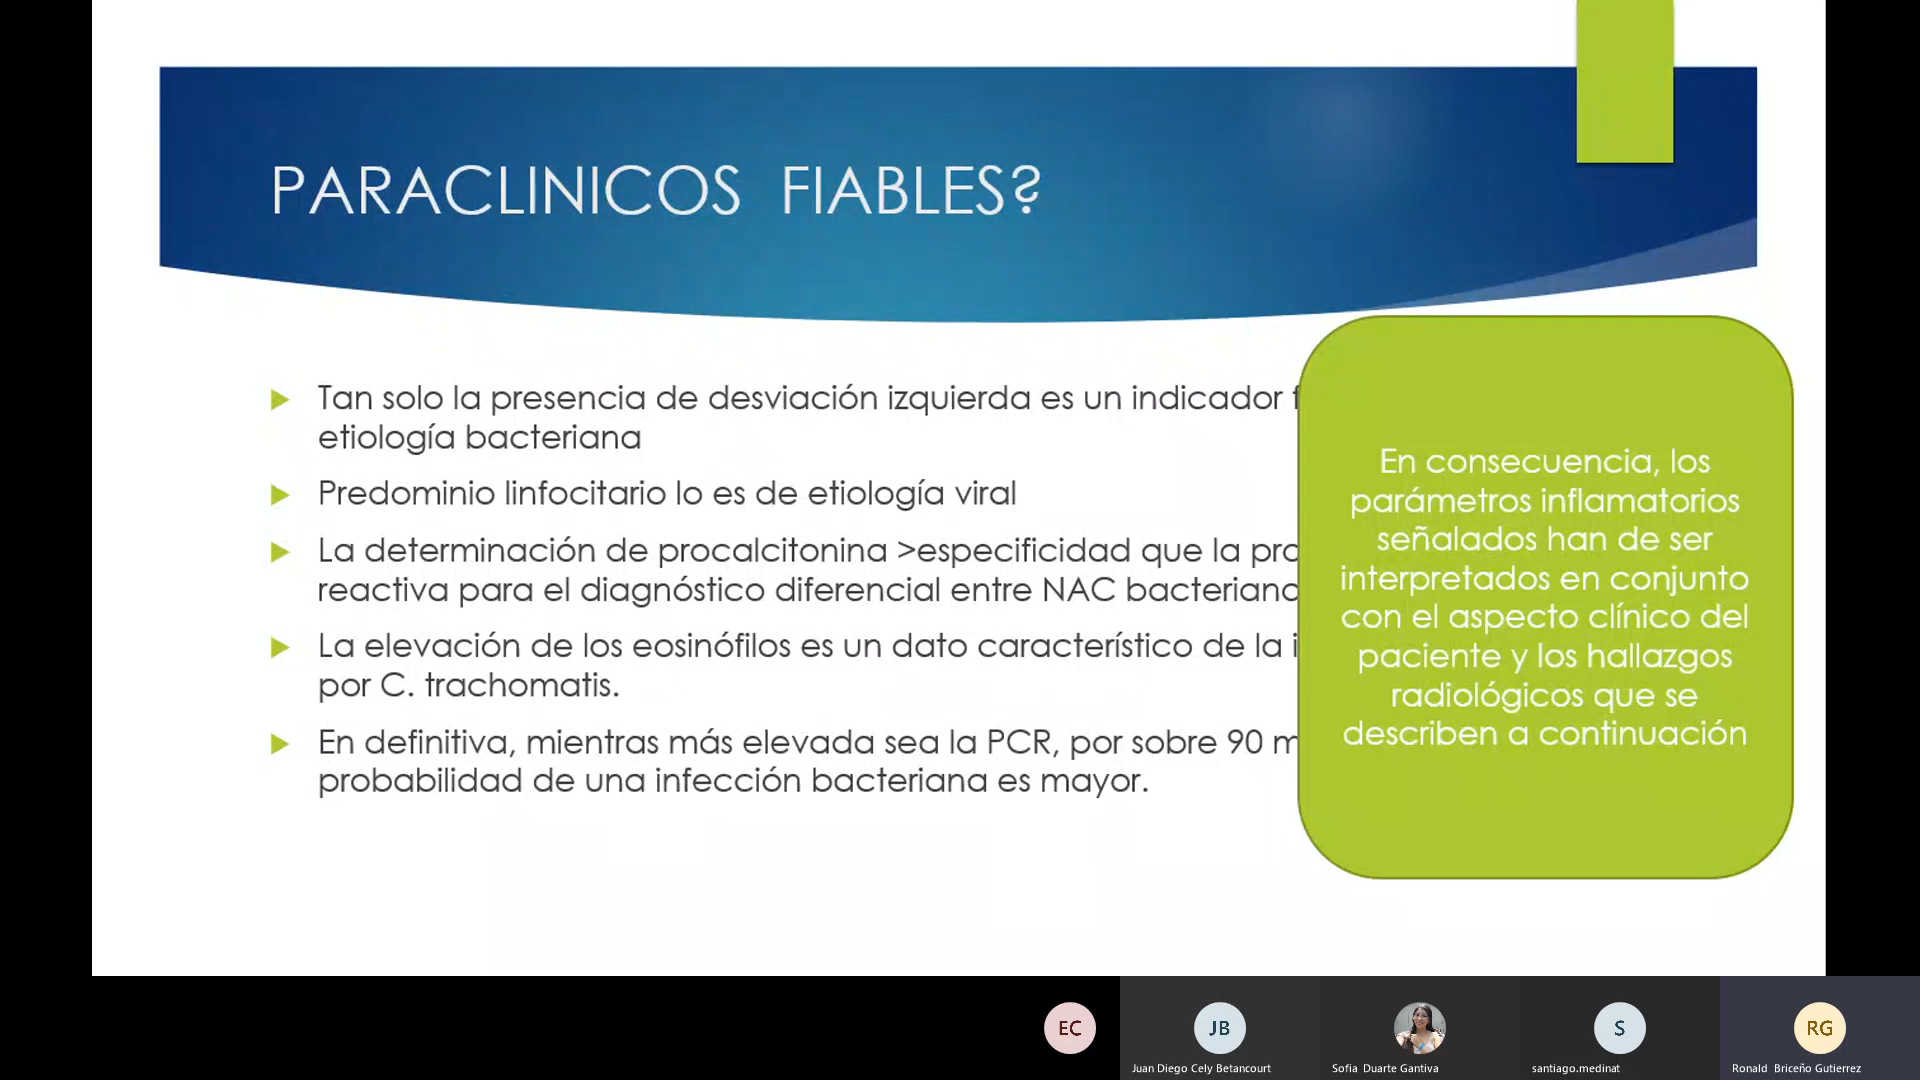 PARACLINICOS FIABLES?
Tan solo la presencia de desviación izquierda es un indicador
etiología bacteriana
Predominio linfocitario lo es de etiología viral
La determinación de procalcitonina >especificidad que la
reactiva para el diagnóstico diferencial entre NAC
La elevación de los eosinófilos es un dato característico de la
por C. trachomatis.
En definitiva, mientras más elevada sea la PCR, por sobre 90
probabilidad de una infección bacteriana es mayor.
En consecuencia, los
parámetros inflamatorios
señalados han de ser
interpretados en conjunto
con el aspecto clínico del
paciente y los hallazgos
radiológicos que se
describen a continuación
EC
JB
S
RG
Juan Diego Cely Betancourt
Sofia Duarte Gantiva
santiago.medinat
Ronald Briceño Gutierrez